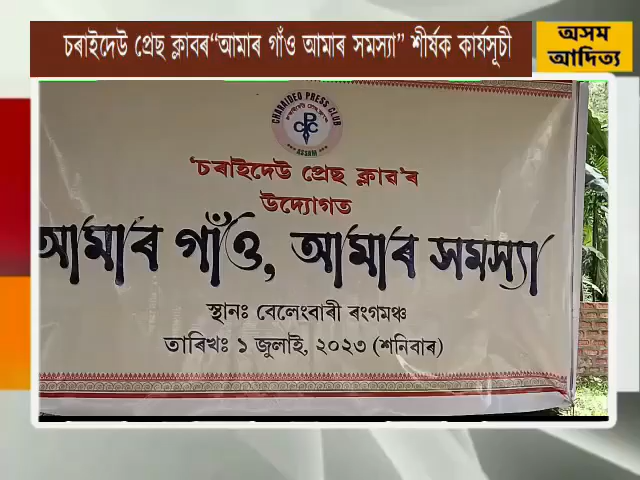 চৰাইদেউ প্ৰেছ ক্লাবৰ“আমাৰ গাঁও আমাৰ সমস্যা” শীৰ্ষক কাৰ্যসূচী
অসম
আদিত্য
CHARAIDEO PRESS CLUB
CPC
ASSAM
'চৰাইদেউ প্ৰেছ ক্লাব'ৰ
উদ্যোগত
আমাৰ গাঁও, আমাৰ সমস্যা
স্থানঃ বেলেংবাৰী ৰংগমঞ্চ
তাৰিখঃ ১ জুলাই, ২০২৩ (শনিবাৰ)